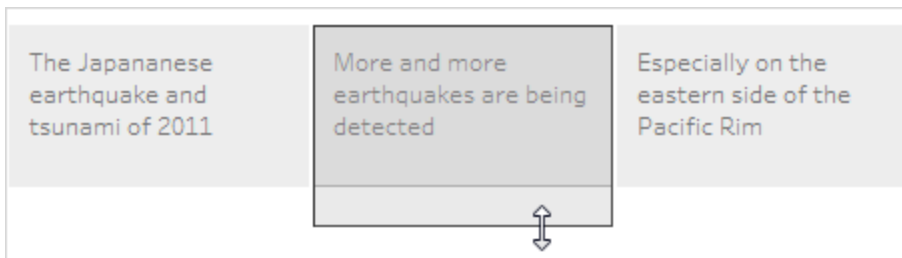 The Japananese
earthquake and
tsunami of 2011
More and more
earthquakes are being
detected
Especially on the
eastern side of the
Pacific Rim